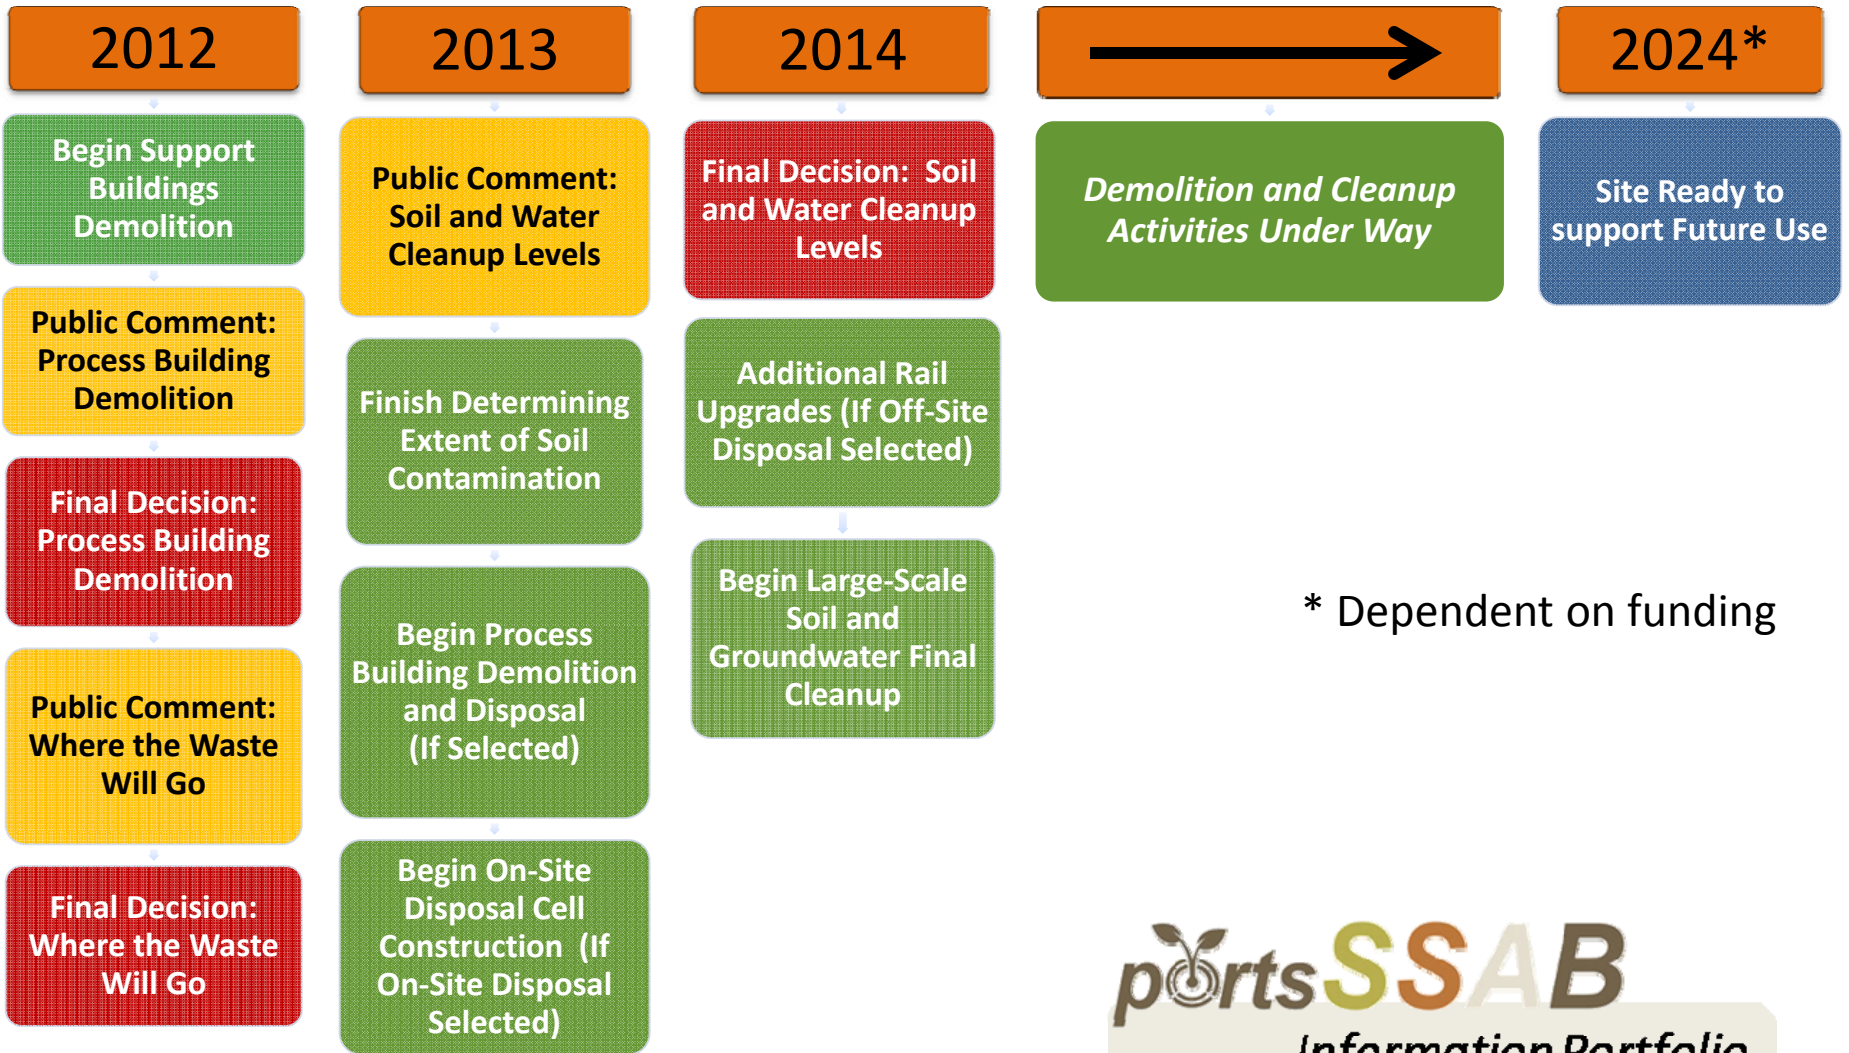 2012
Begin Support
Buildings
Demolition
Public Comment:
Process Building
Demolition
Final Decision:
Process Building
Demolition
Public Comment:
Where the Waste
Will Go
Final Decision:
Where the Waste
Will Go
2013
Public Comment:
Soil and Water
Cleanup Levels
Finish Determining
Extent of Soil
Contamination
Begin Process
Building Demolition
and Disposal
(If Selected)
Begin On-Site
Disposal Cell
Construction (If
On-Site Disposal
Selected)
2014
Final Decision: Soil
and Water Cleanup
Levels
Additional Rail
Upgrades (If Off-Site
Disposal Selected)
Begin Large-Scale
Soil and
Groundwater Final
Cleanup
Demolition and Cleanup
Activities Under Way
2024*
Site Ready to
support Future Use
* Dependent on funding
ports SSAB
Information Portfolio